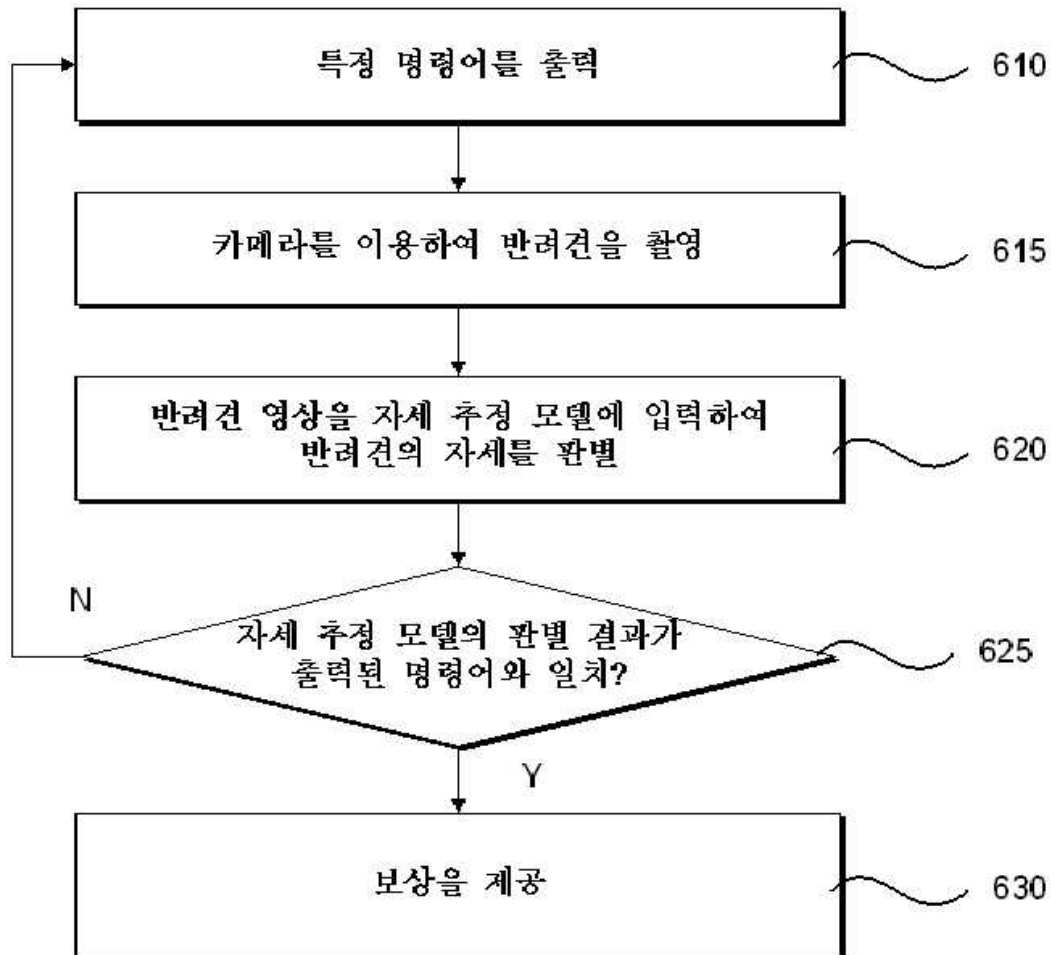 특정 명령어를 출력
610
카메라를 이용하여 반려견을 촬영
615
반려견 영상을 자세 추정 모델에 입력하여
반려견의 자세를 판별
620
N
자세 추정 모델의 판별 결과가
출력된 명령어와 일치?
625
Y
보상을 제공
630